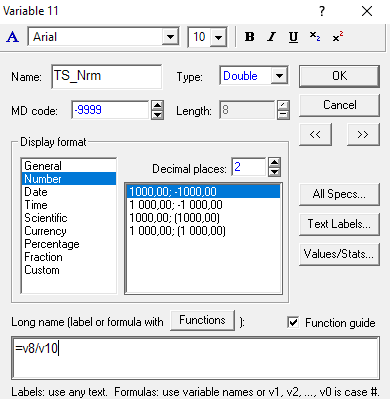 Variable 11 ? ×
A Arial 10 B I U x₂ x²
Name: TS_Nrm Type: Double OK
MD code: -9999 Length: 8 Cancel
<< >>
Display format
General
Number
Date
Time
Scientific
Currency
Percentage
Fraction
Custom
Decimal places: 2
1000,00; -1000,00
1 000,00; -1 000,00
1000,00; (1000,00)
1 000,00; (1 000,00)
All Specs...
Text Labels...
Values/Stats...
Long name (label or formula with Functions ): Function guide
=v8/v10
Labels: use any text. Formulas: use variable names or v1, v2, ..., v0 is case #.